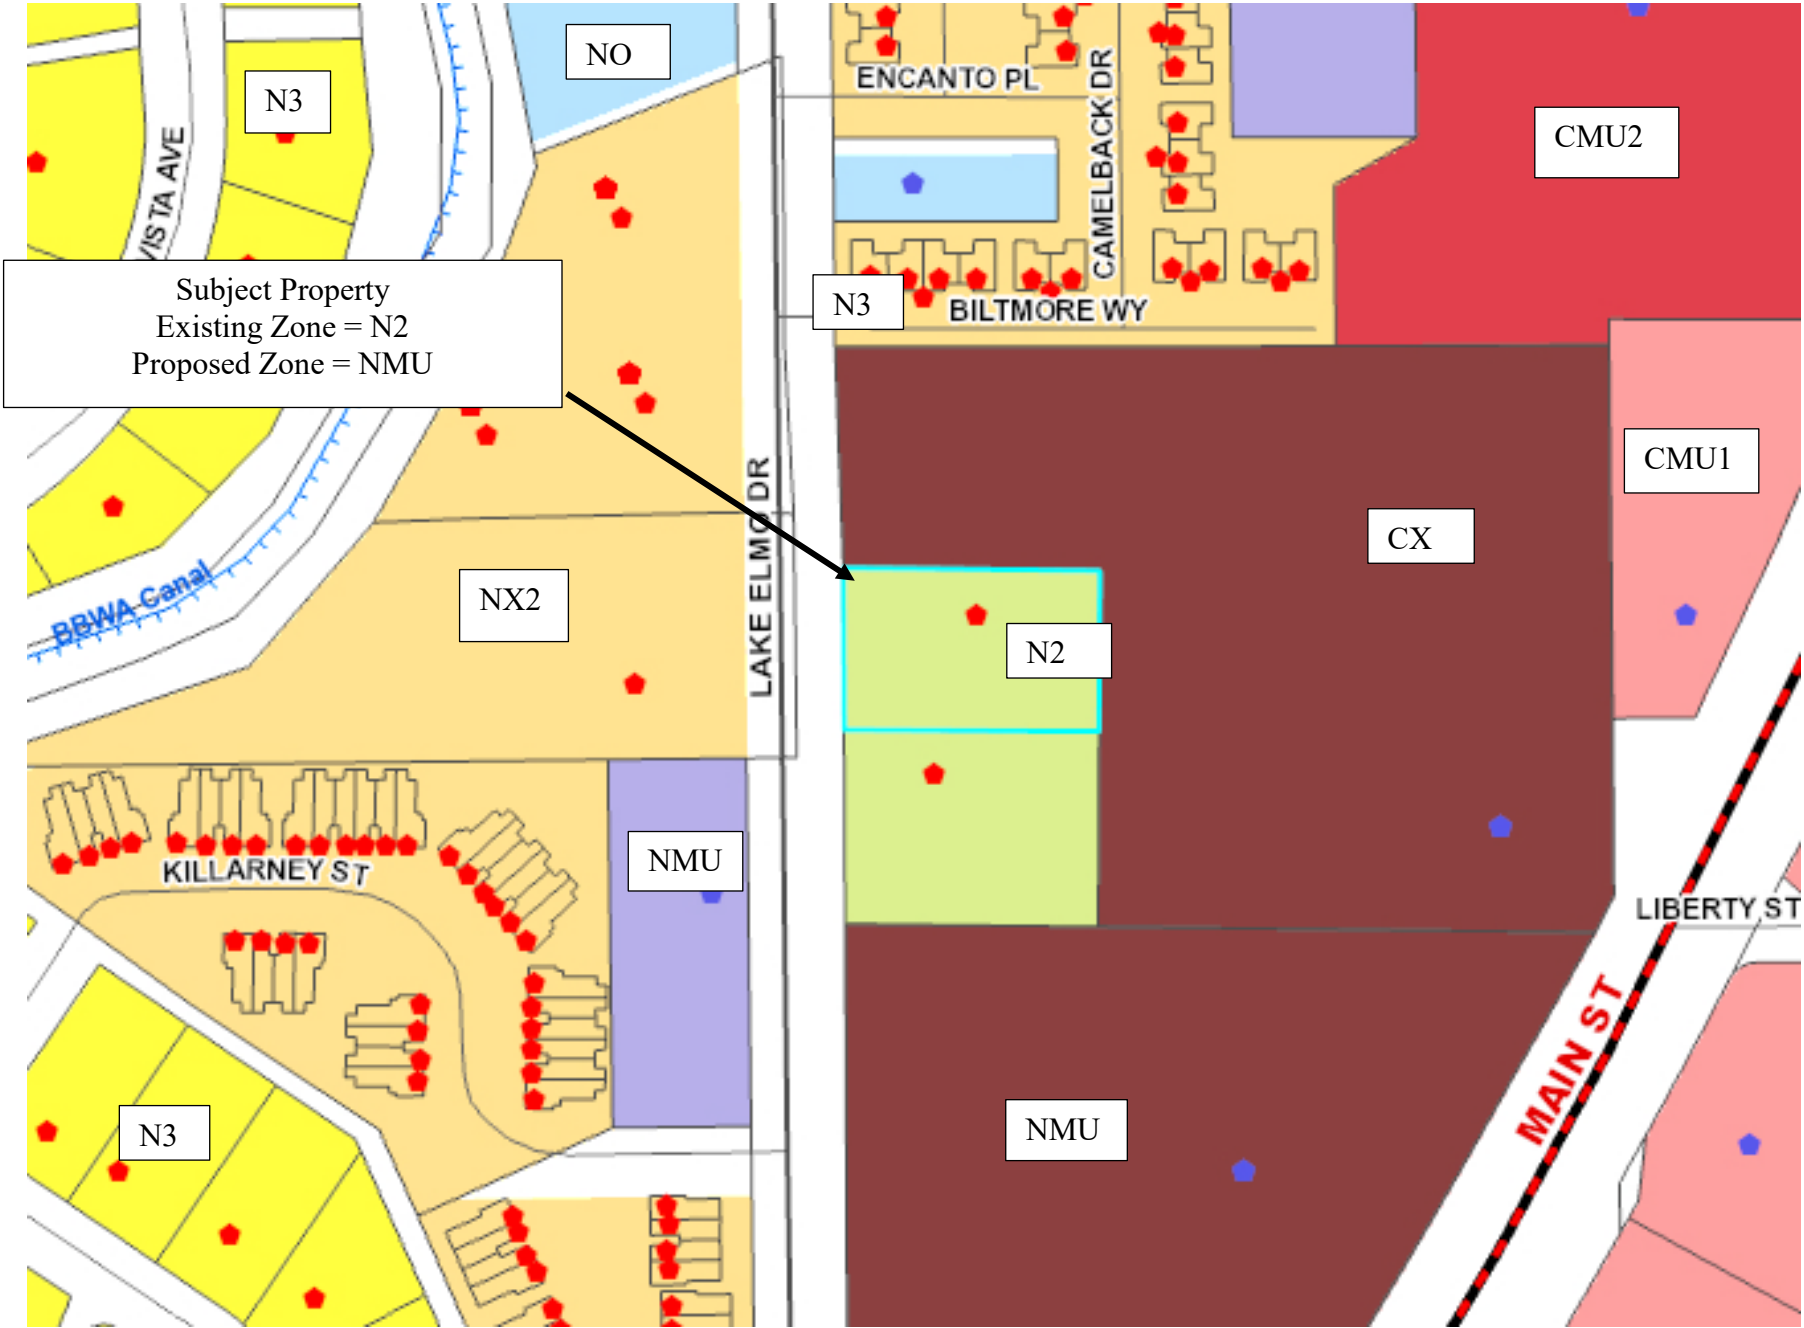 NO
ENCANTO PL
N3
CAMELBACK DR
CMU2
VISTA AVE
Subject Property
Existing Zone = N2
Proposed Zone = NMU
N3
BILTMORE WY
CMU1
LAKE ELMO DR
CX
BBWA Canal
NX2
N2
NMU
KILLARNEY ST
LIBERTY ST
MAIN ST
N3
NMU